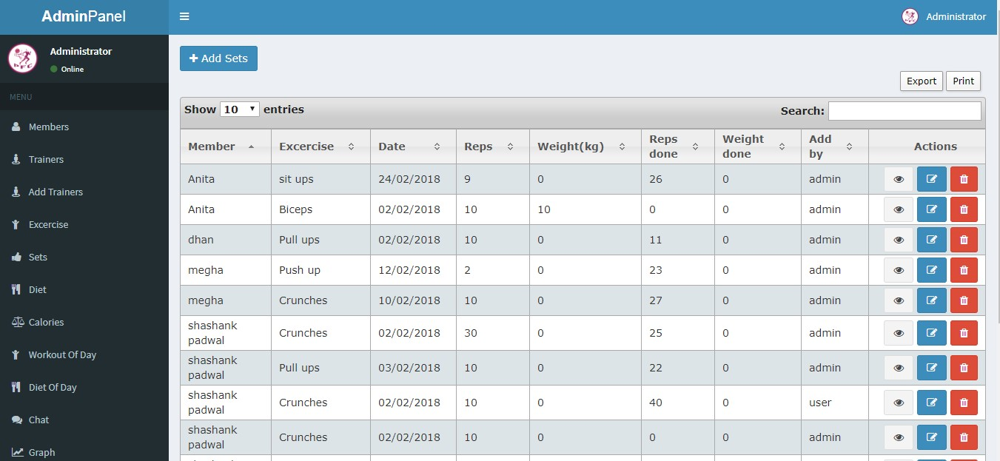 AdminPanel
Administrator
Administrator
Online
MENU
Members
Trainers
Add Trainers
Excercise
Sets
Diet
Calories
Workout Of Day
Diet Of Day
Chat
Graph
Add Sets
Export Print
Show 10 entries Search:
Member Excercise Date Reps Weight(kg) Reps done Weight done Add by Actions
Anita sit ups 24/02/2018 9 0 26 0 admin
Anita Biceps 02/02/2018 10 10 0 0 admin
dhan Pull ups 02/02/2018 10 0 11 0 admin
megha Push up 12/02/2018 2 0 23 0 admin
megha Crunches 10/02/2018 10 0 27 0 admin
shashank padwal Crunches 02/02/2018 30 0 25 0 admin
shashank padwal Pull ups 03/02/2018 10 0 22 0 admin
shashank padwal Crunches 02/02/2018 10 0 40 0 user
shashank padwal Crunches 02/02/2018 10 0 0 0 admin